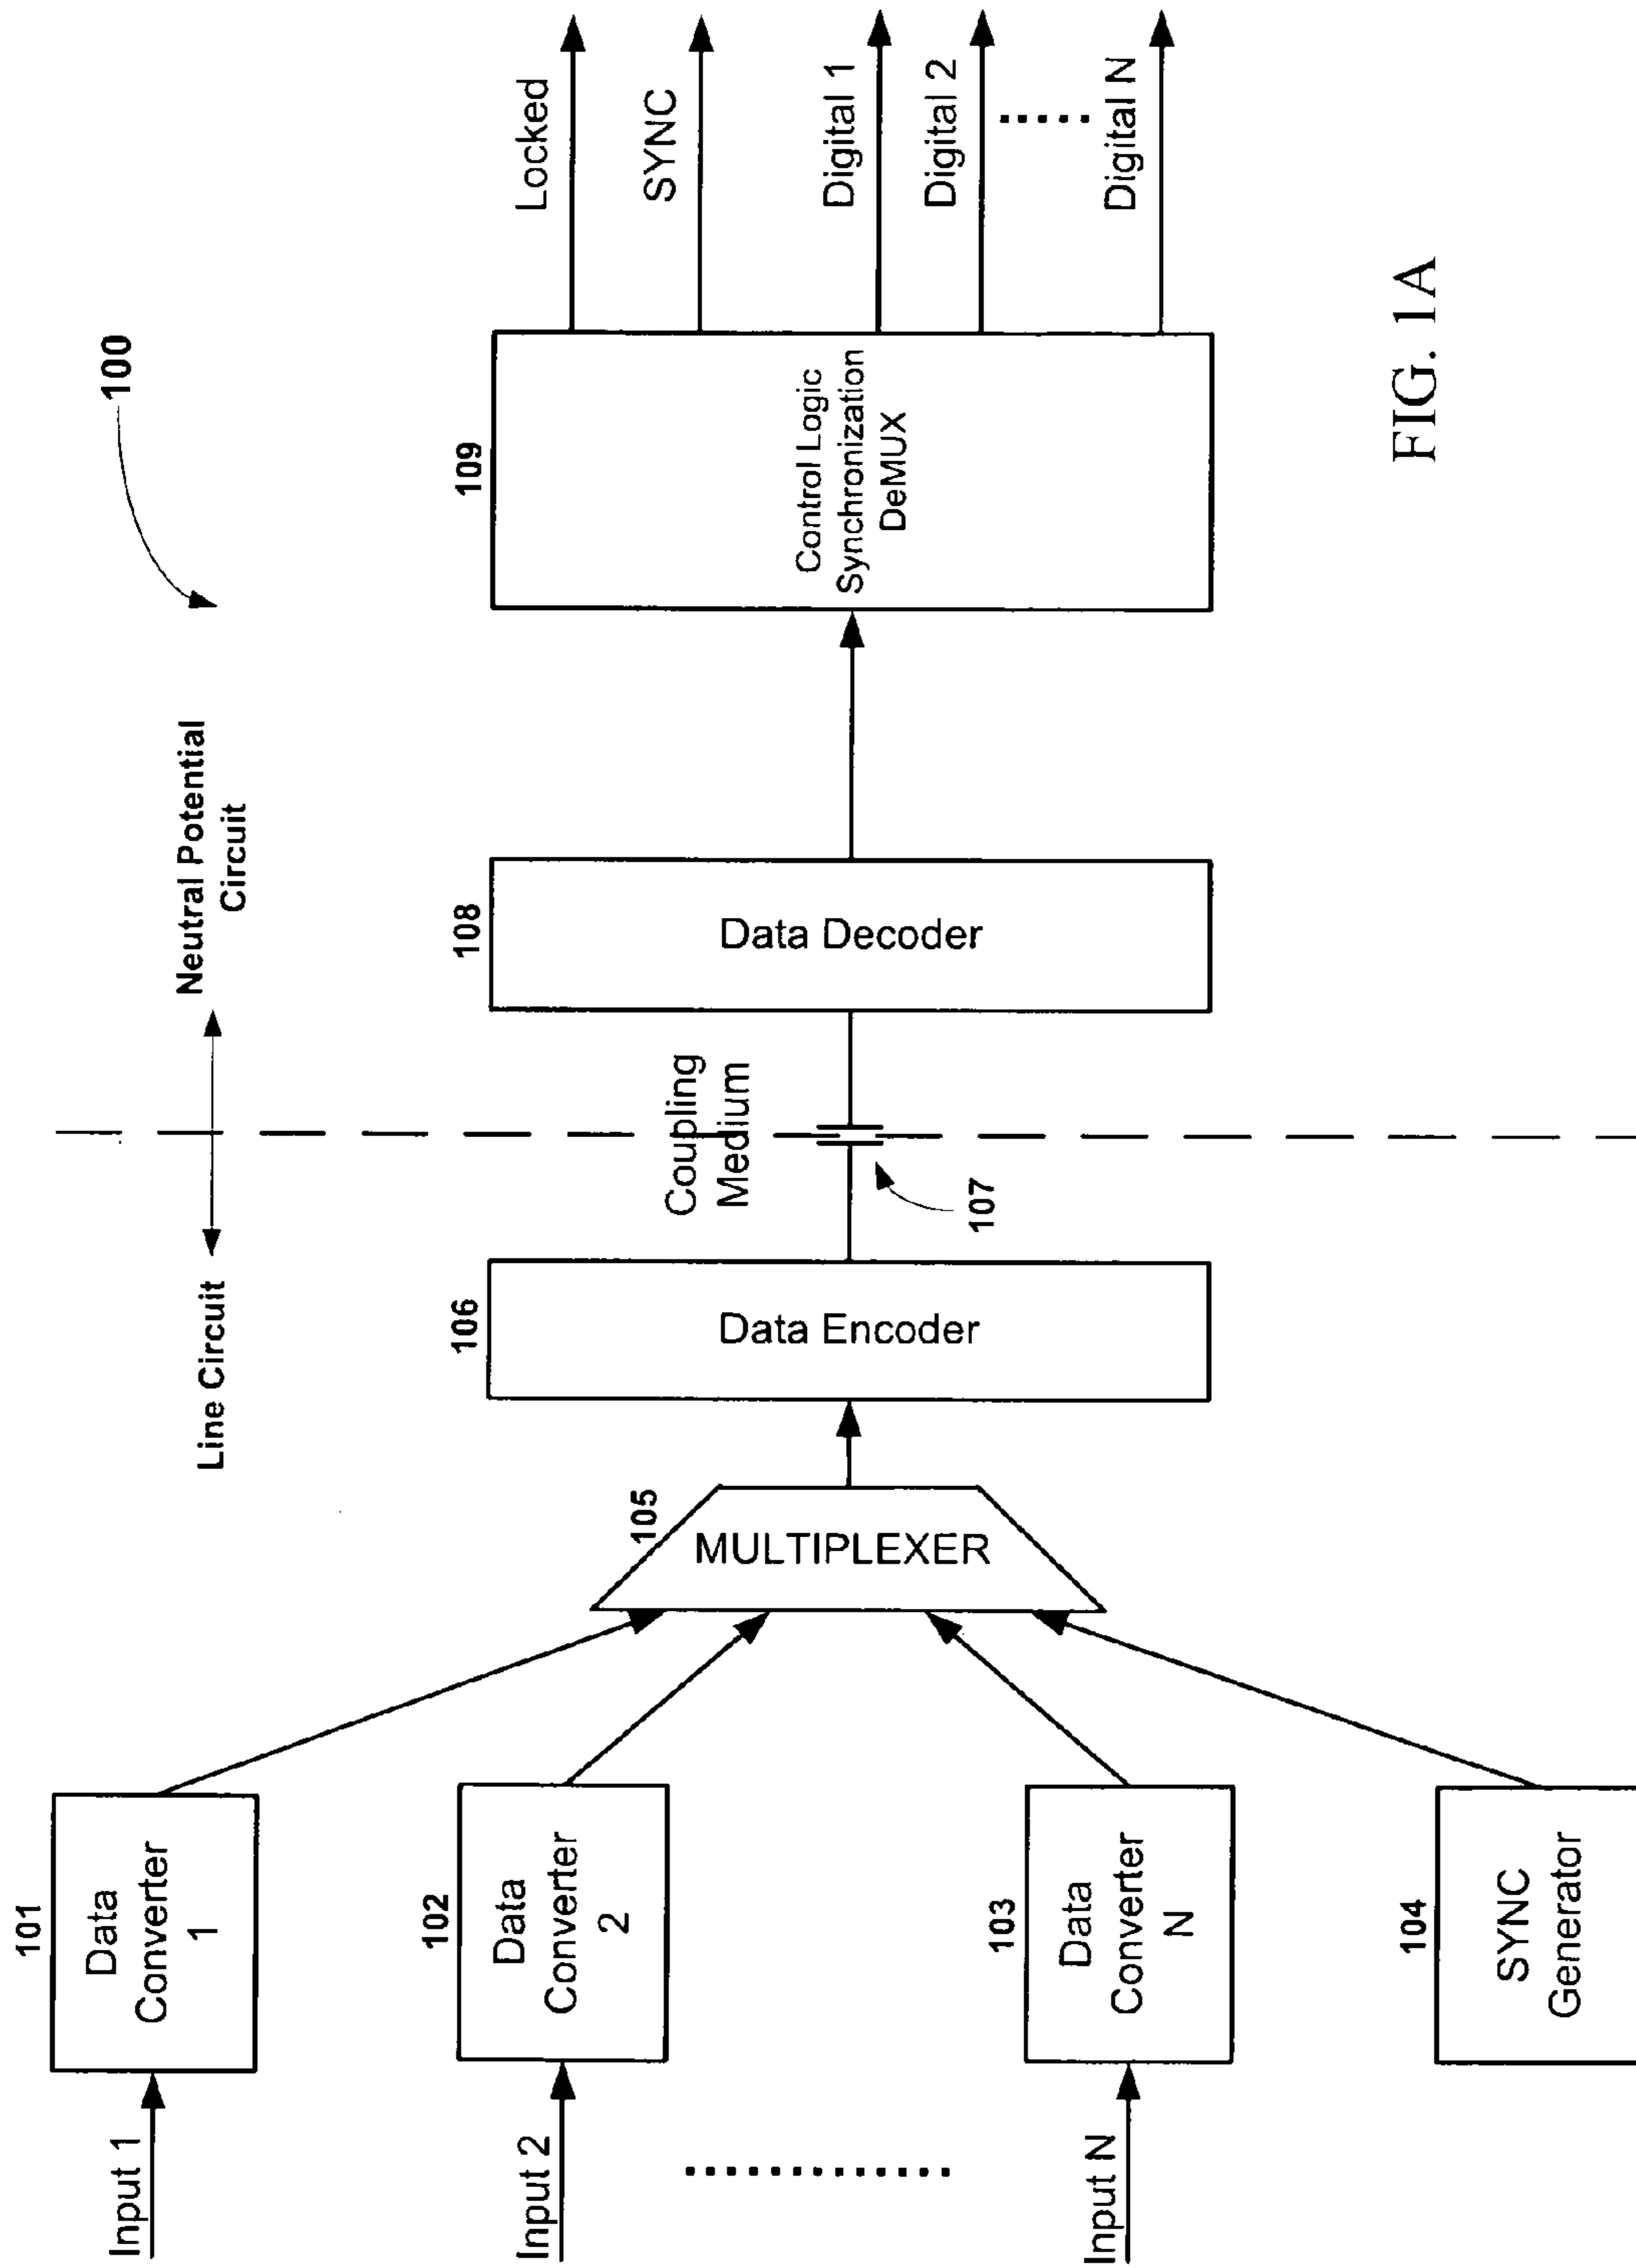 100
Line Circuit
Neutral Potential
Circuit
Input 1
101
Data
Converter
1
Input 2
102
Data
Converter
2
Input N
103
Data
Converter
N
104
SYNC
Generator
105
MULTIPLEXER
106
Data Encoder
Coupling
Medium
107
108
Data Decoder
109
Control Logic
Synchronization
DeMUX
Locked
SYNC
Digital 1
Digital 2
Digital N
FIG. 1A